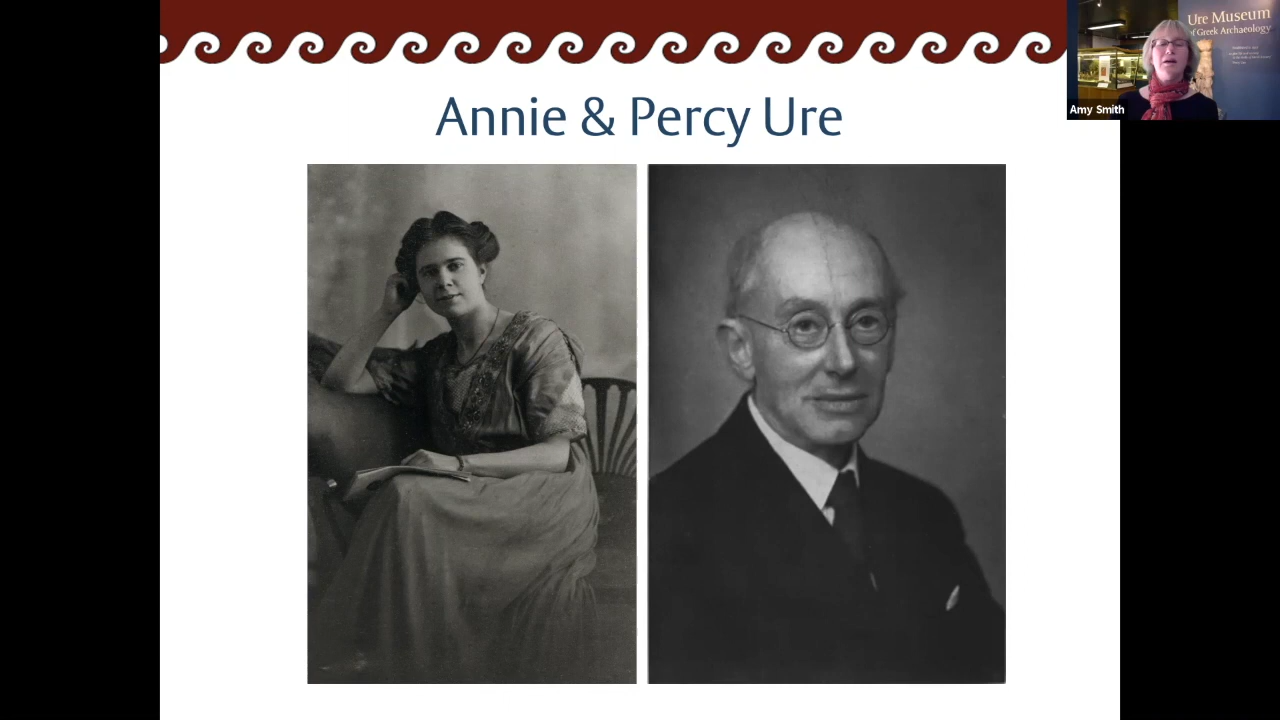 Annie & Percy Ure
Ure Museum
of Greek Archaeology
Amy Smith